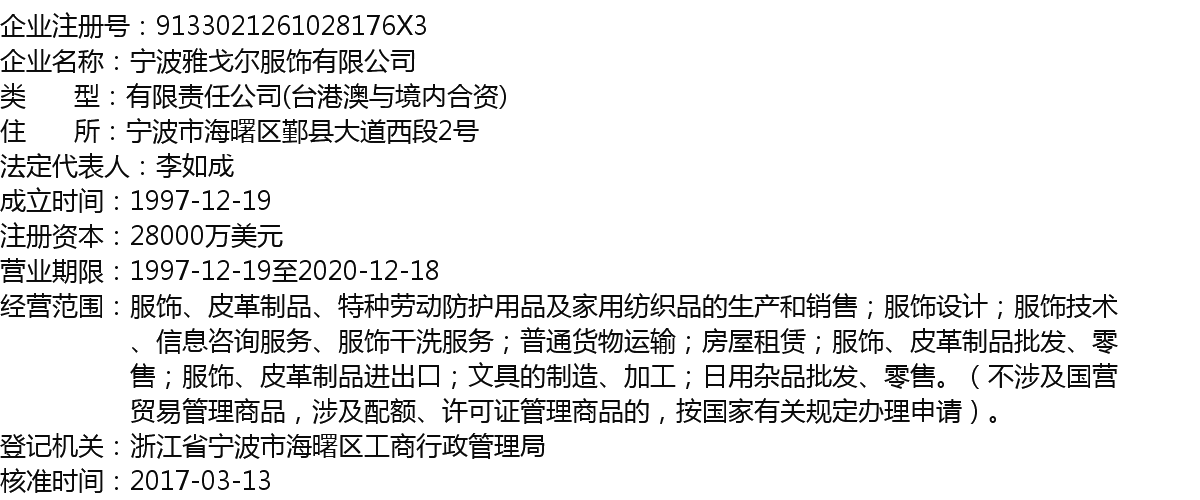 企业注册号：9133021261028176X3
企业名称：宁波雅戈尔服饰有限公司
类 型：有限责任公司(台港澳与境内合资)
住 所：宁波市海曙区鄞县大道西段2号
法定代表人：李如成
成立时间：1997-12-19
注册资本：28000万美元
营业期限：1997-12-19至2020-12-18
经营范围：服饰、皮革制品、特种劳动防护用品及家用纺织品的生产和销售；服饰设计；服饰技术
、信息咨询服务、服饰干洗服务；普通货物运输；房屋租赁；服饰、皮革制品批发、零
售；服饰、皮革制品进出口；文具的制造、加工；日用杂品批发、零售。（不涉及国营
贸易管理商品，涉及配额、许可证管理商品的，按国家有关规定办理申请）。
登记机关：浙江省宁波市海曙区工商行政管理局
核准时间：2017-03-13